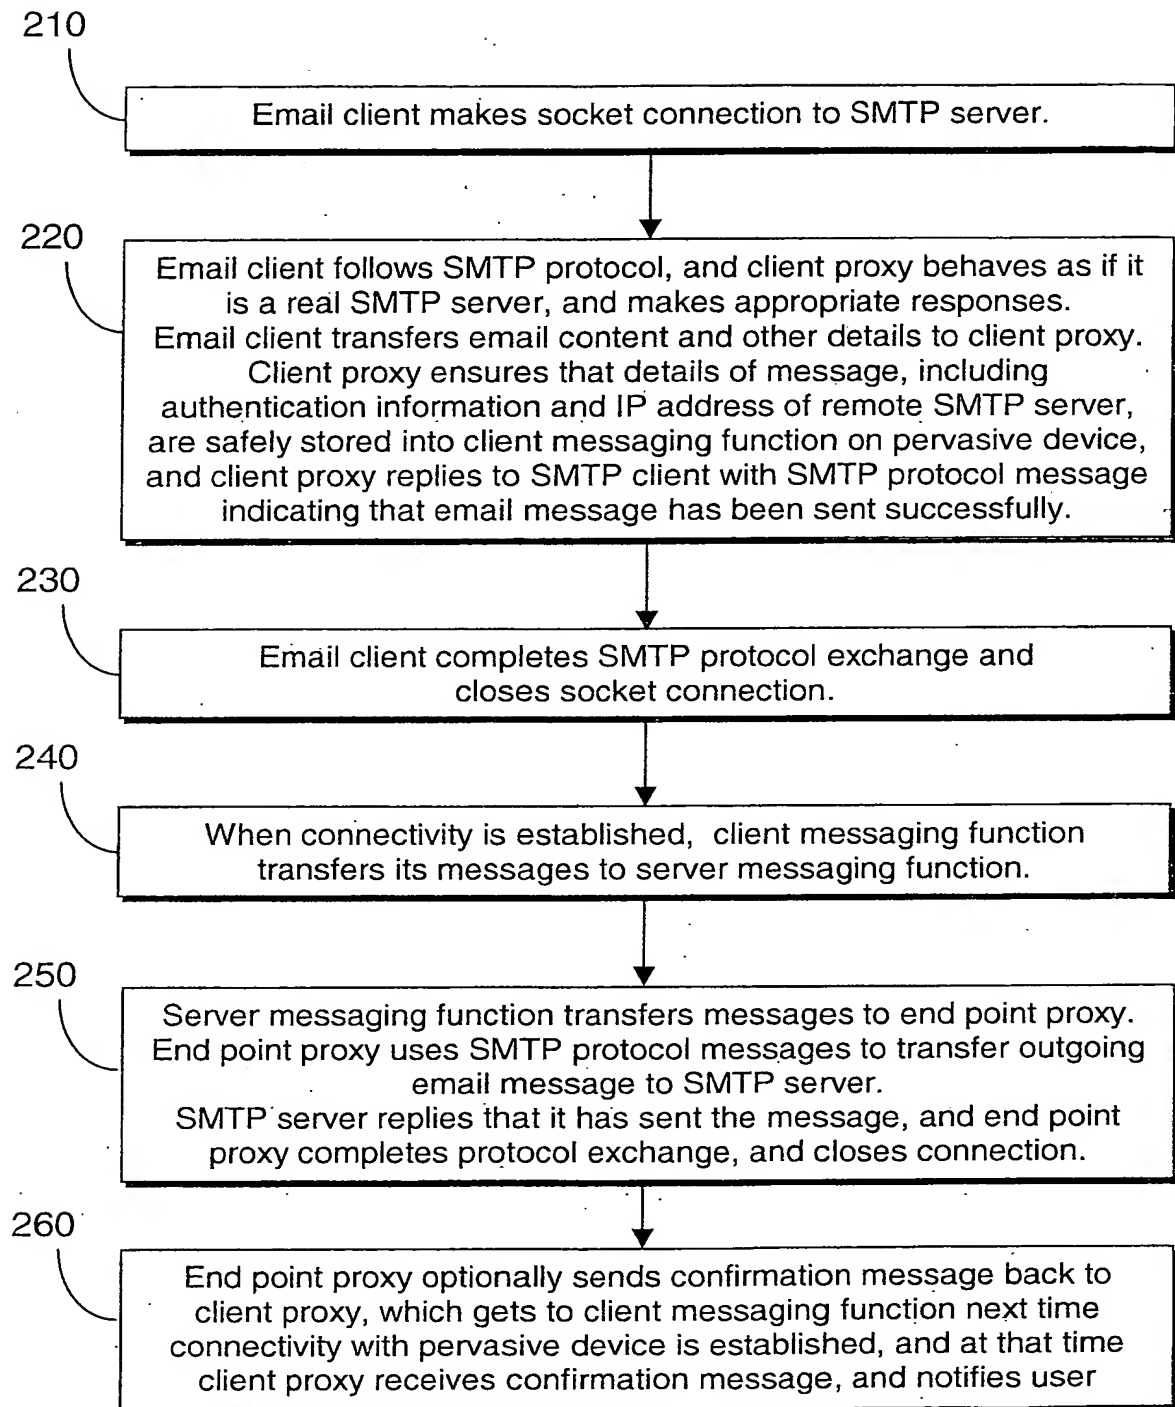 210
Email client makes socket connection to SMTP server.
220
Email client follows SMTP protocol, and client proxy behaves as if it
is a real SMTP server, and makes appropriate responses.
Email client transfers email content and other details to client proxy.
Client proxy ensures that details of message, including
authentication information and IP address of remote SMTP server,
are safely stored into client messaging function on pervasive device,
and client proxy replies to SMTP client with SMTP protocol message
indicating that email message has been sent successfully.
230
Email client completes SMTP protocol exchange and
closes socket connection.
240
When connectivity is established, client messaging function
transfers its messages to server messaging function.
250
Server messaging function transfers messages to end point proxy.
End point proxy uses SMTP protocol messages to transfer outgoing
email message to SMTP server.
SMTP server replies that it has sent the message, and end point
proxy completes protocol exchange, and closes connection.
260
End point proxy optionally sends confirmation message back to
client proxy, which gets to client messaging function next time
connectivity with pervasive device is established, and at that time
client proxy receives confirmation message, and notifies user